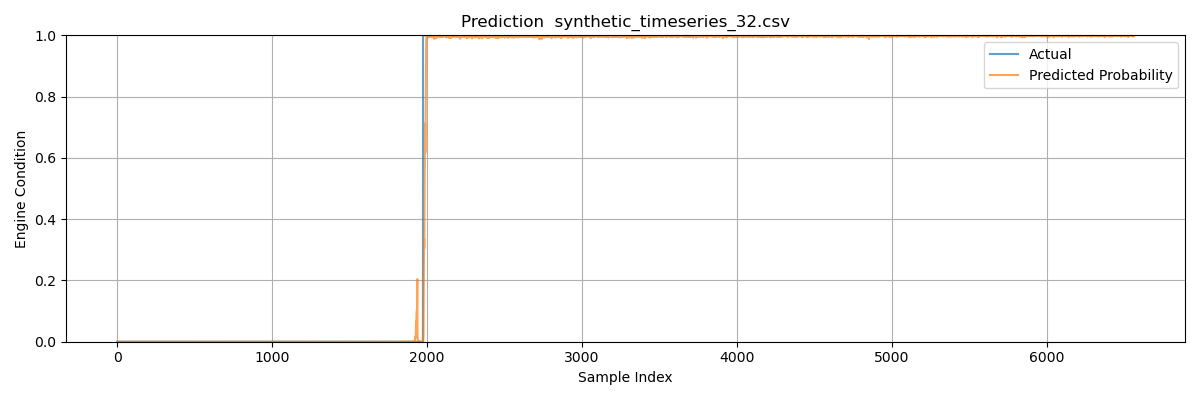 Prediction  synthetic_timeseries_32.csv
Engine Condition
1.0
0.8
0.6
0.4
0.2
0.0
Actual
Predicted Probability
0 1000 2000 3000 4000 5000 6000
Sample Index